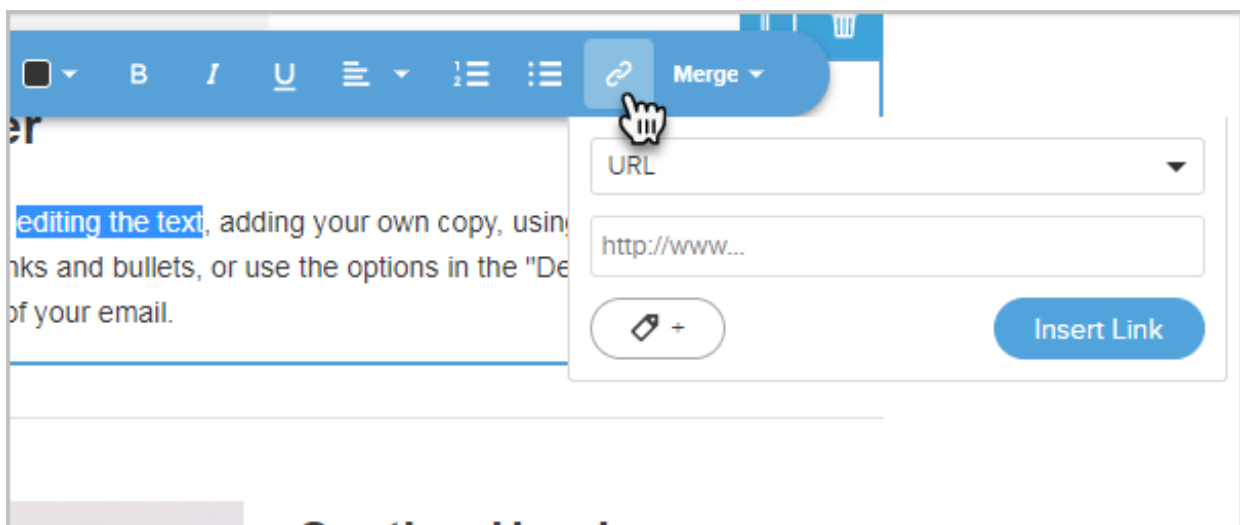 B I U Merge
er
URL
editing the text, adding your own copy, using
http://www...
nks and bullets, or use the options in the "De
of your email.
+
Insert Link